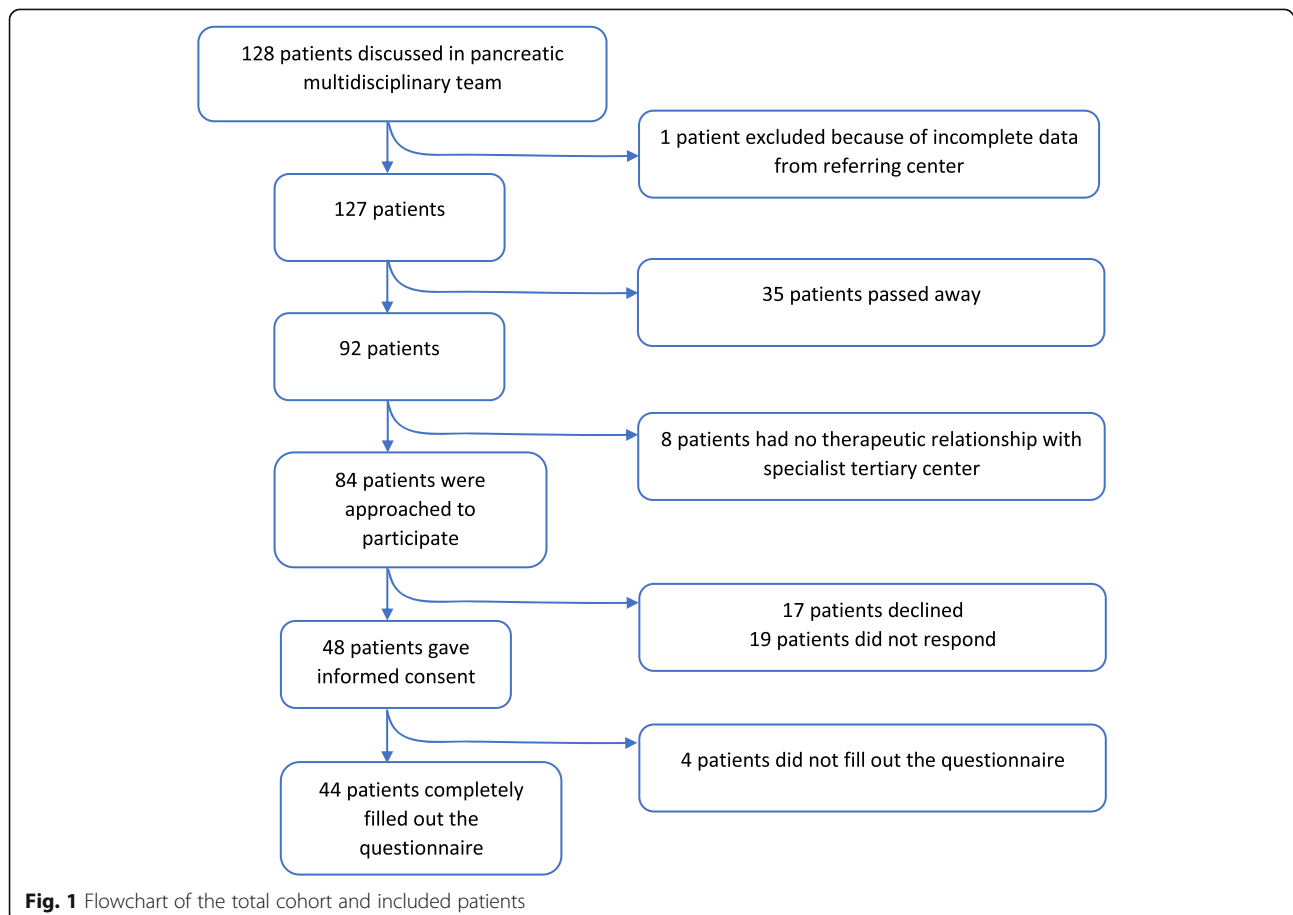 128 patients discussed in pancreatic
multidisciplinary team
1 patient excluded because of incomplete data
from referring center
127 patients
35 patients passed away
92 patients
8 patients had no therapeutic relationship with
specialist tertiary center
84 patients were
approached to
participate
17 patients declined
19 patients did not respond
48 patients gave
informed consent
4 patients did not fill out the questionnaire
44 patients completely
filled out the
questionnaire
Fig. 1 Flowchart of the total cohort and included patients